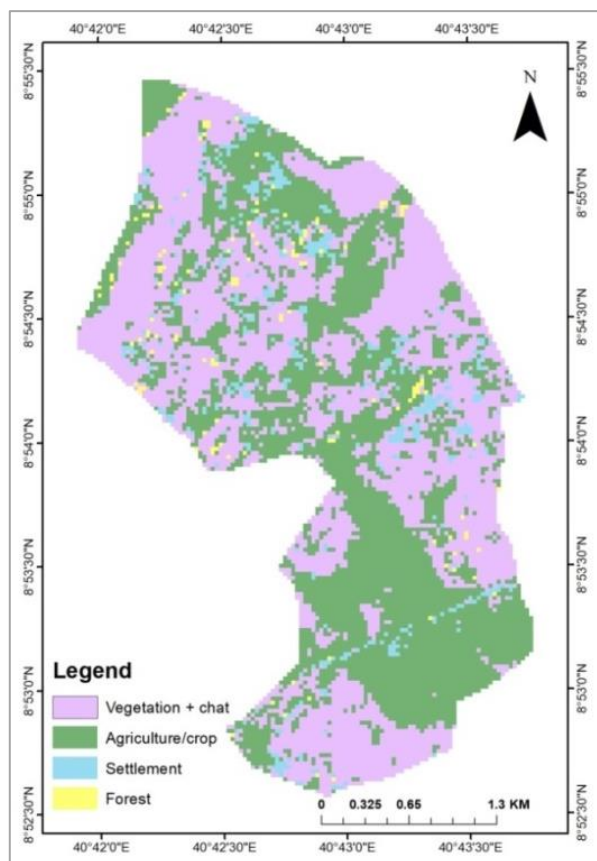 40°42'0"E 40°42'30"E 40°43'0"E 40°43'30"E
8°55'30"N 8°55'30"N
N
8°55'0"N 8°55'0"N
8°54'30"N 8°54'30"N
8°54'0"N 8°54'0"N
8°53'30"N 8°53'30"N
Legend
8°53'0"N 8°53'0"N
Vegetation + chat
Agriculture/crop
Settlement
Forest
0 0.325 0.65 1.3 KM
8°52'30"N 8°52'30"N
40°42'0"E 40°42'30"E 40°43'0"E 40°43'30"E